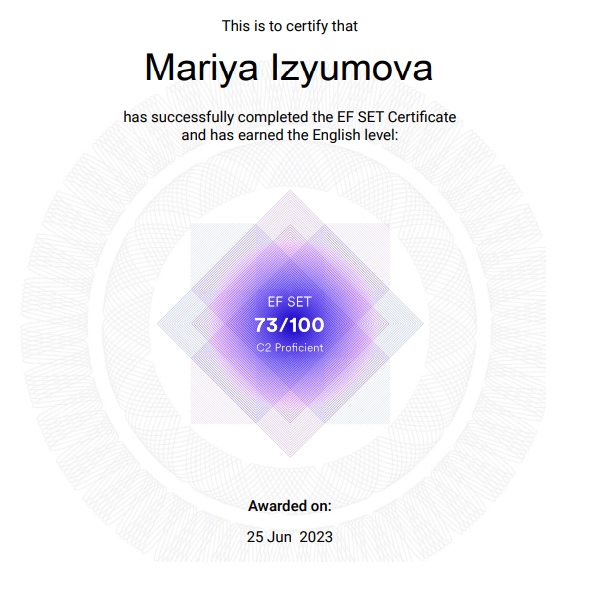 This is to certify that
Mariya Izyumova
has successfully completed the EF SET Certificate
and has earned the English level:
EF SET
73/100
C2 Proficient
Awarded on:
25 Jun 2023